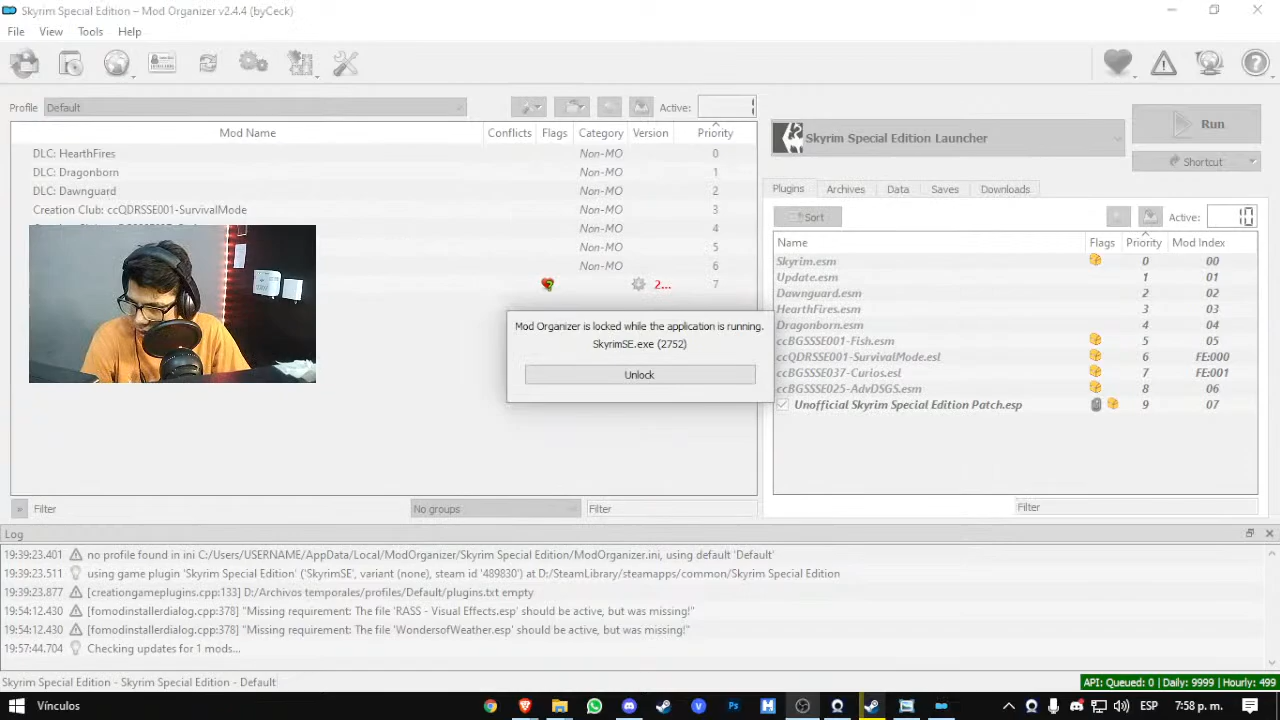 Skyrim Special Edition – Mod Organizer v2.4.4 (byCeck)
File View Tools Help
Profile Default Active: 1
Mod Name Conflicts Flags Category Version Priority
DLC: HearthFires Non-MO 0
DLC: Dragonborn Non-MO 1
DLC: Dawnguard Non-MO 2
Creation Club: ccQDRSSE001-SurvivalMode Non-MO 3
Non-MO 4
Non-MO 5
Non-MO 6
2... 7
Filter No groups Filter
Skyrim Special Edition Launcher
Run
Shortcut
Plugins Archives Data Saves Downloads
Sort Active: 10
Name Flags Priority Mod Index
Skyrim.esm 0 00
Update.esm 1 01
Dawnguard.esm 2 02
HearthFires.esm 3 03
Dragonborn.esm 4 04
ccBGSSSE001-Fish.esm 5 05
ccQDRSSE001-SurvivalMode.esl 6 FE:000
ccBGSSSE037-Curios.esl 7 FE:001
ccBGSSSE025-AdvDSGS.esm 8 06
Unofficial Skyrim Special Edition Patch.esp 9 07
Filter
Mod Organizer is locked while the application is running.
SkyrimSE.exe (2752)
Unlock
Log
19:39:23.401 no profile found in ini C:/Users/USERNAME/AppData/Local/ModOrganizer/Skyrim Special Edition/ModOrganizer.ini, using default 'Default'
19:39:23.511 using game plugin 'Skyrim Special Edition' ('SkyrimSE', variant (none), steam id '489830') at D:/SteamLibrary/steamapps/common/Skyrim Special Edition
19:39:23.877 [creationgameplugins.cpp:133] D:/Archivos temporales/profiles/Default/plugins.txt empty
19:54:12.430 [fomodinstallerdialog.cpp:378] "Missing requirement: The file 'RASS - Visual Effects.esp' should be active, but was missing!"
19:54:12.430 [fomodinstallerdialog.cpp:378] "Missing requirement: The file 'WondersofWeather.esp' should be active, but was missing!"
19:57:44.704 Checking updates for 1 mods...
Skyrim Special Edition - Skyrim Special Edition - Default
API: Queued: 0 | Daily: 9999 | Hourly: 499
Vínculos ESP 7:58 p. m.